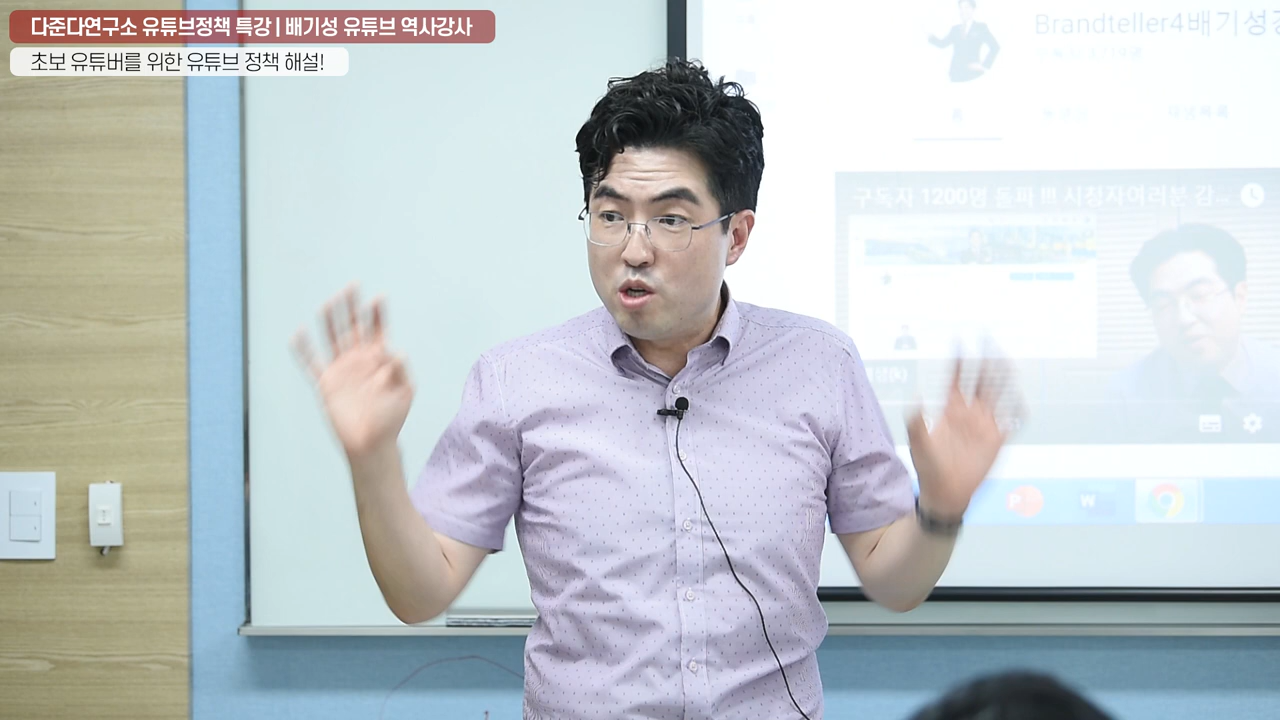 다준다연구소 유튜브정책 특강 | 배기성 유튜브 역사강사
초보 유튜버를 위한 유튜브 정책 해설!
Brandteller4배기성
구독자 1200명 돌파 !!! 시청자여러분 감...
W